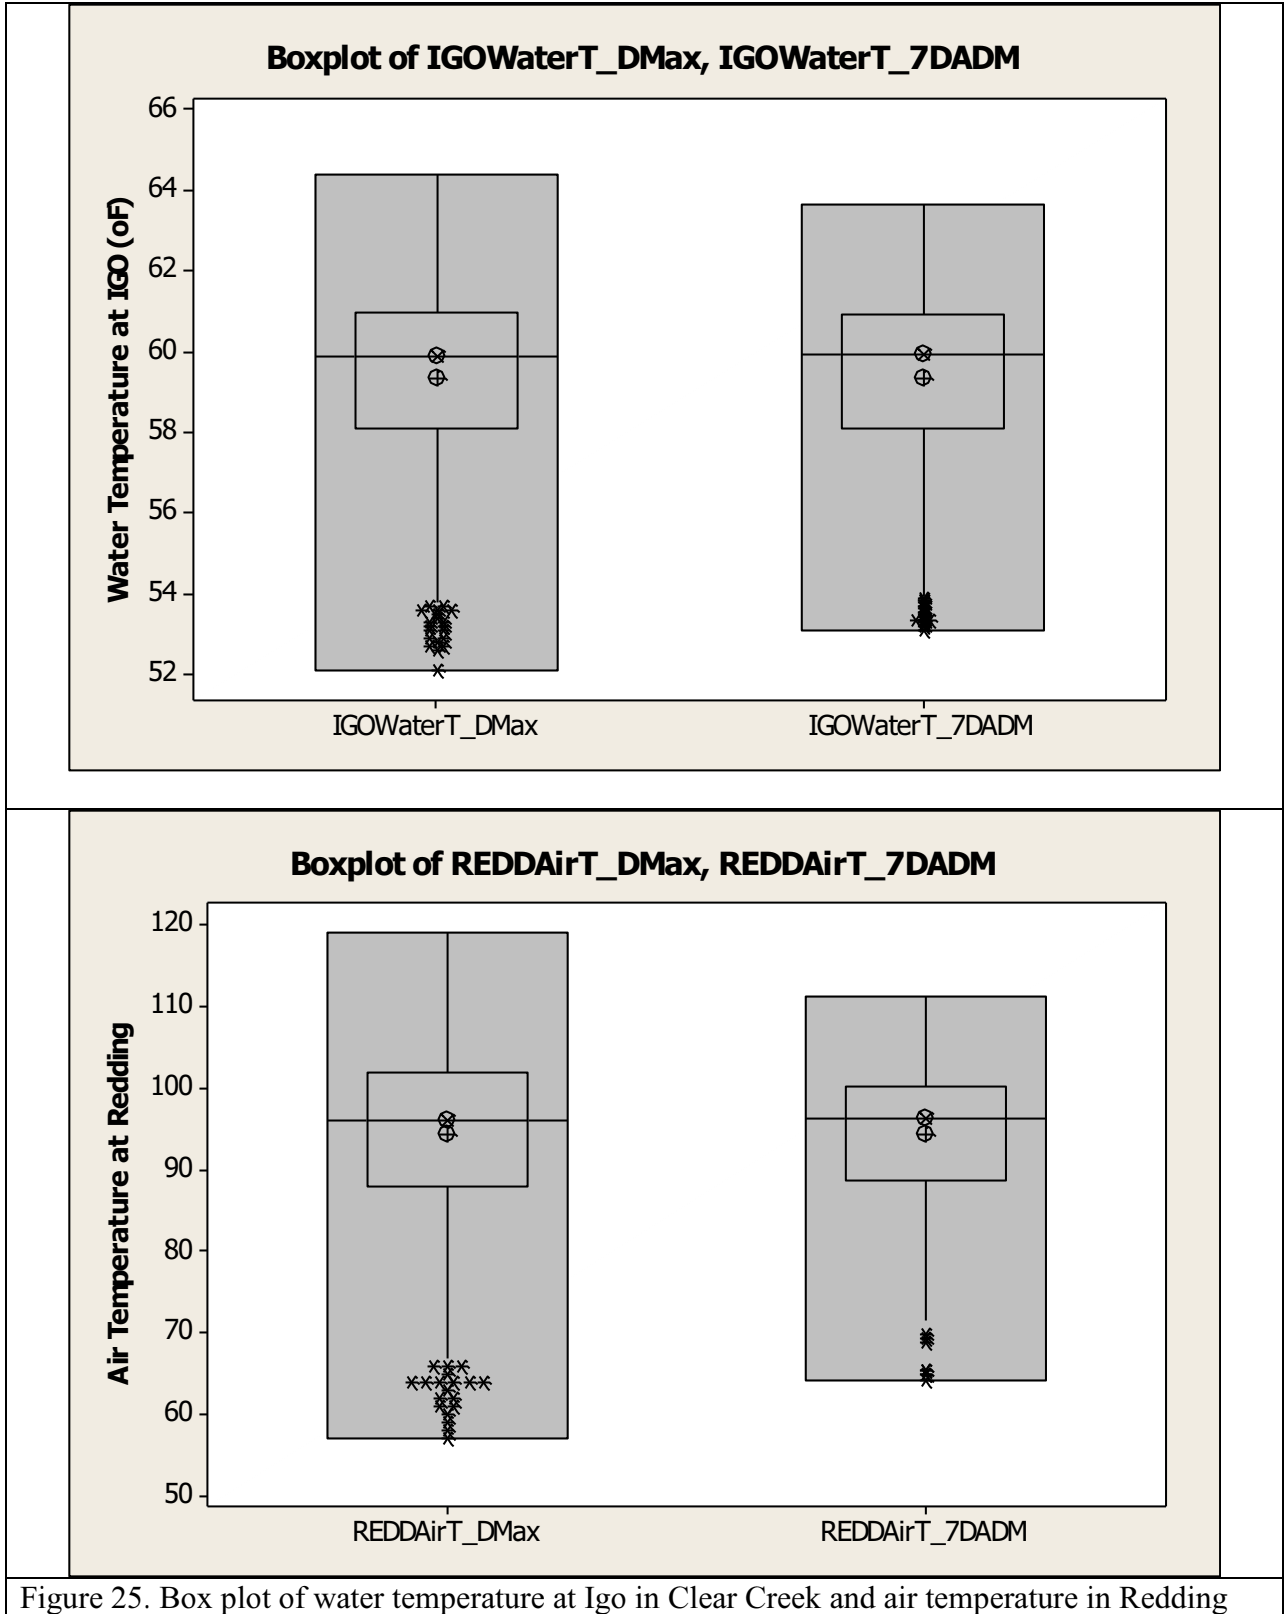 Boxplot of IGOWaterT_DMax, IGOWaterT_7DADM
Water Temperature at IGO (oF)
66
64
62
60
58
56
54
52
IGOWaterT_DMax IGOWaterT_7DADM
Boxplot of REDDAirT_DMax, REDDAirT_7DADM
Air Temperature at Redding
120
110
100
90
80
70
60
50
REDDAirT_DMax REDDAirT_7DADM
Figure 25. Box plot of water temperature at Igo in Clear Creek and air temperature in Redding